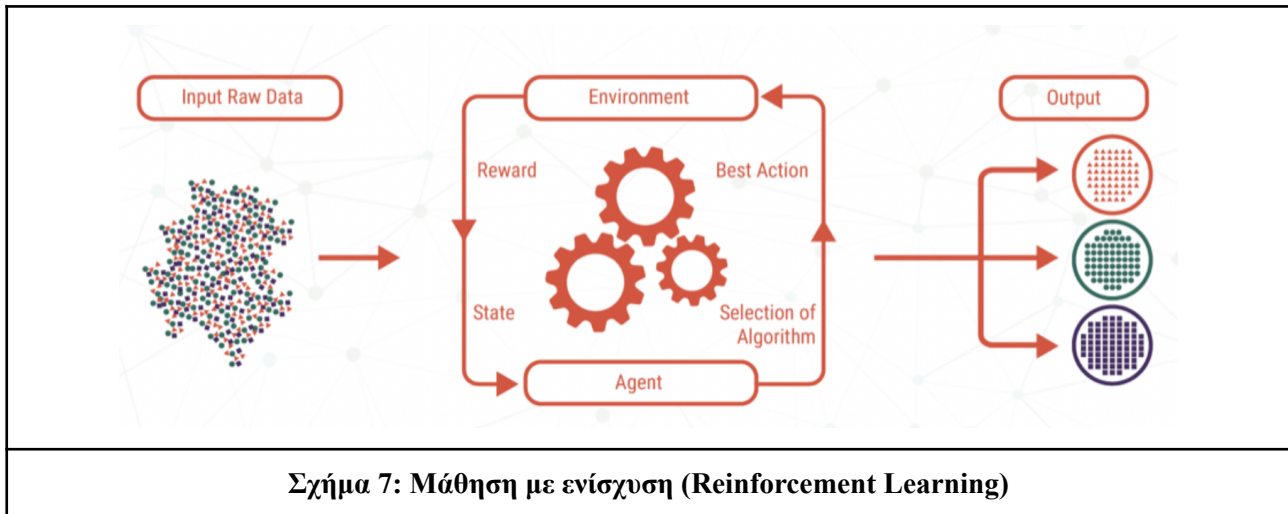 Input Raw Data
Environment
Output
Reward
Best Action
State
Selection of
Algorithm
Agent
Σχήμα 7: Μάθηση με ενίσχυση (Reinforcement Learning)